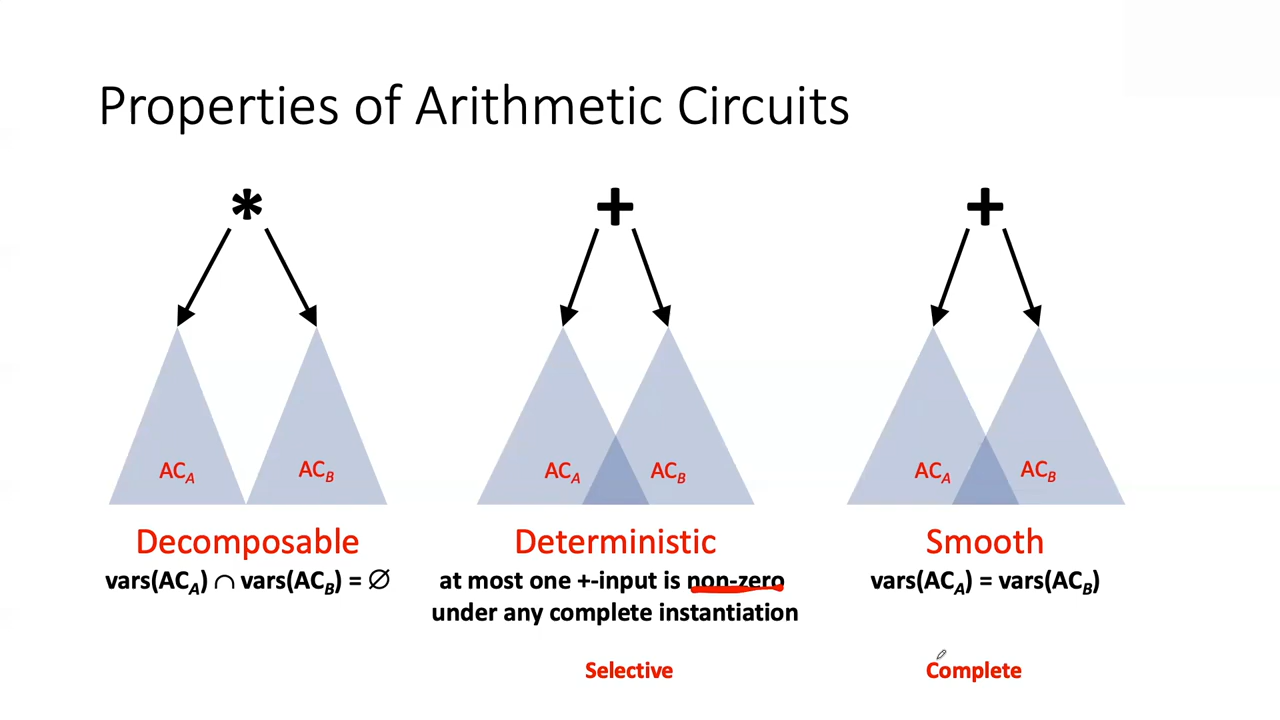 Properties of Arithmetic Circuits
* + +
AC_A AC_B AC_A AC_B AC_A AC_B
Decomposable
vars(AC_A) ∩ vars(AC_B) = ∅
Deterministic
at most one +-input is non-zero
under any complete instantiation
Selective
Smooth
vars(AC_A) = vars(AC_B)
Complete